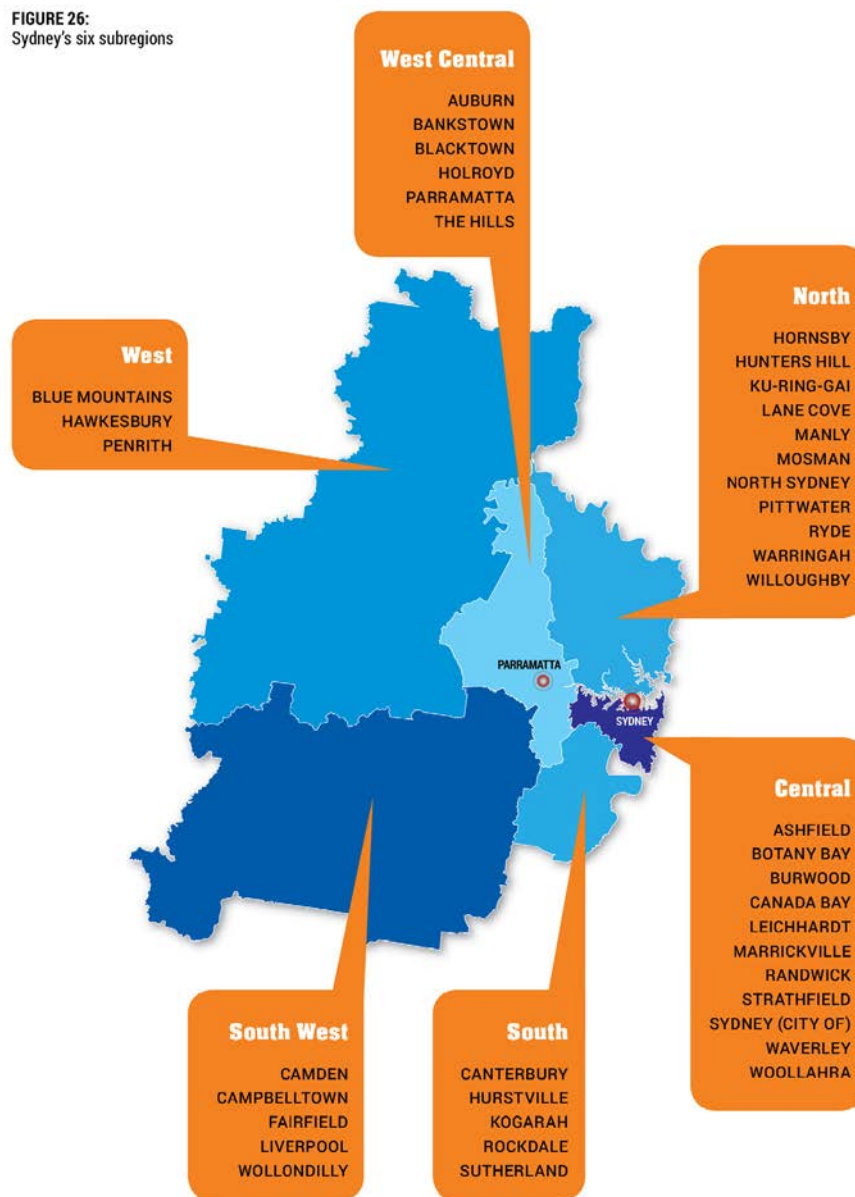 FIGURE 26:
Sydney's six subregions
West Central
AUBURN
BANKSTOWN
BLACKTOWN
HOLROYD
PARRAMATTA
THE HILLS
North
HORNSBY
HUNTERS HILL
KU-RING-GAI
LANE COVE
MANLY
MOSMAN
NORTH SYDNEY
PITTWATER
RYDE
WARRINGAH
WILLOUGHBY
West
BLUE MOUNTAINS
HAWKESBURY
PENRITH
PARRAMATTA
SYDNEY
Central
ASHFIELD
BOTANY BAY
BURWOOD
CANADA BAY
LEICHHARDT
MARRICKVILLE
RANDWICK
STRATHFIELD
SYDNEY (CITY OF)
WAVERLEY
WOOLLAHRA
South West
CAMDEN
CAMPBELLTOWN
FAIRFIELD
LIVERPOOL
WOLLONDILLY
South
CANTERBURY
HURSTVILLE
KOGARAH
ROCKDALE
SUTHERLAND